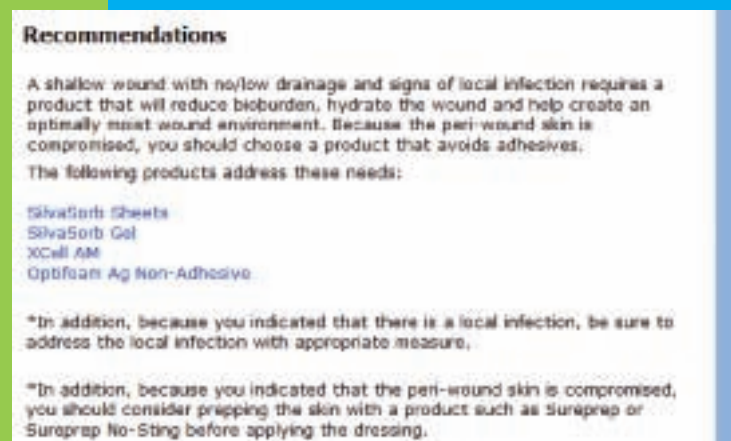 Recommendations
A shallow wound with no/low drainage and signs of local infection requires a
product that will reduce bioburden, hydrate the wound and help create an
optimally moist wound environment. Because the peri-wound skin is
compromised, you should choose a product that avoids adhesives.
The following products address these needs:
SilvaSorb Sheets
SilvaSorb Gel
XCell AM
Optifoam Ag Non-Adhesive
*In addition, because you indicated that there is a local infection, be sure to
address the local infection with appropriate measure.
*In addition, because you indicated that the peri-wound skin is compromised,
you should consider prepping the skin with a product such as Sureprep or
Sureprep No-Sting before applying the dressing.